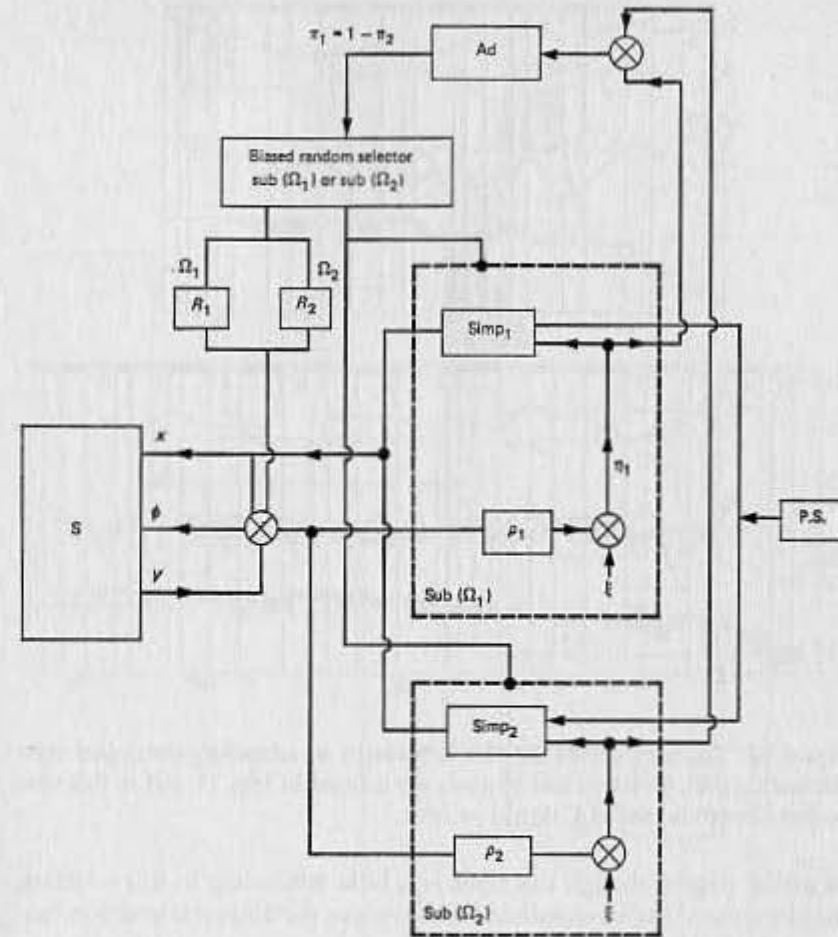 π₁ = 1 − π₂
Ad
Biased random selector
sub (Ω₁) or sub (Ω₂)
Ω₁
Ω₂
R₁
R₂
Simp₁
x
η₁
S
ϕ
P.S.
ρ₁
y
ξ
Sub (Ω₁)
Simp₂
ρ₂
ξ
Sub (Ω₂)